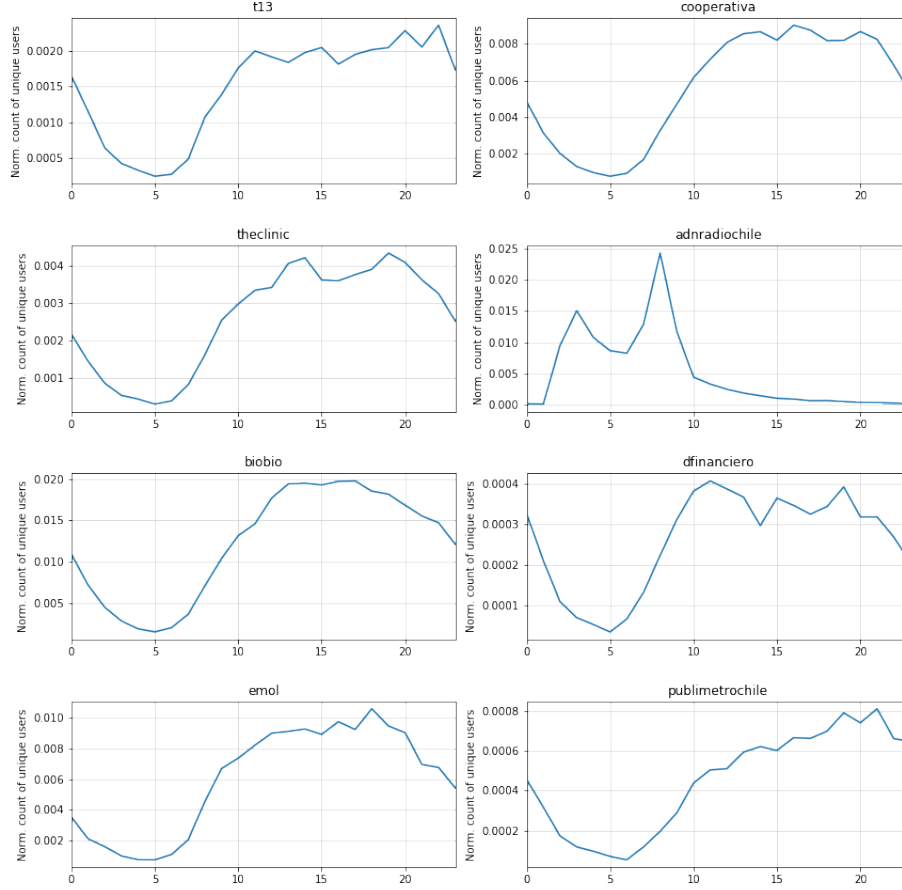 t13
Norm. count of unique users
0.0020
0.0015
0.0010
0.0005
0 5 10 15 20
cooperativa
Norm. count of unique users
0.008
0.006
0.004
0.002
0 5 10 15 20
theclinic
Norm. count of unique users
0.004
0.003
0.002
0.001
0 5 10 15 20
adnradiochile
Norm. count of unique users
0.025
0.020
0.015
0.010
0.005
0.000
0 5 10 15 20
biobio
Norm. count of unique users
0.020
0.015
0.010
0.005
0 5 10 15 20
dfinanciero
Norm. count of unique users
0.0004
0.0003
0.0002
0.0001
0 5 10 15 20
emol
Norm. count of unique users
0.010
0.008
0.006
0.004
0.002
0 5 10 15 20
publimetrochile
Norm. count of unique users
0.0008
0.0006
0.0004
0.0002
0 5 10 15 20